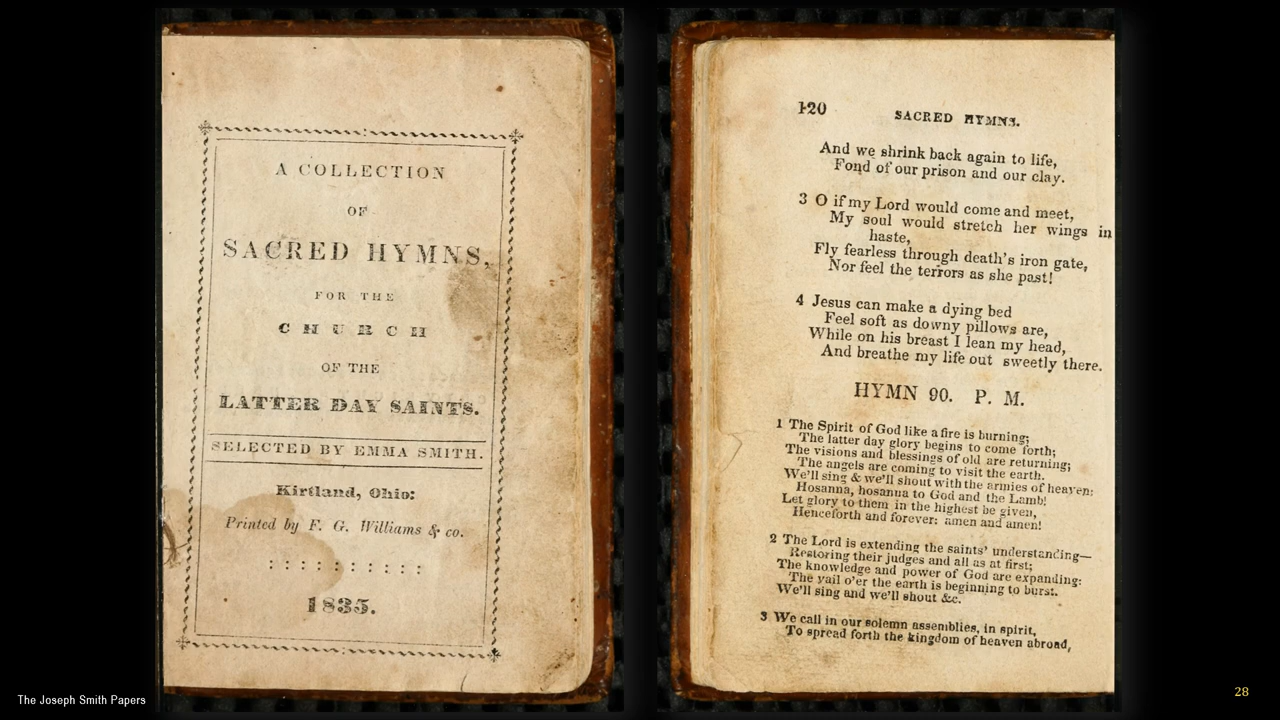 A COLLECTION
OF
SACRED HYMNS,
FOR THE
CHURCH
OF THE
LATTER DAY SAINTS.
SELECTED BY EMMA SMITH.
Kirtland, Ohio:
Printed by F. G. Williams & co.
: : : : : : : : : :
1835.
120 SACRED HYMNS.
And we shrink back again to life,
Fond of our prison and our clay.
3 O if my Lord would come and meet,
My soul would stretch her wings in
haste,
Fly fearless through death's iron gate,
Nor feel the terrors as she past!
4 Jesus can make a dying bed
Feel soft as downy pillows are,
While on his breast I lean my head,
And breathe my life out sweetly there.
HYMN 90. P. M.
1 The Spirit of God like a fire is burning;
The latter day glory begins to come forth;
The visions and blessings of old are returning;
The angels are coming to visit the earth.
We'll sing & we'll shout with the armies of heaven:
Hosanna, hosanna to God and the Lamb!
Let glory to them in the highest be given,
Henceforth and forever: amen and amen!
2 The Lord is extending the saints' understanding—
Restoring their judges and all as at first;
The knowledge and power of God are expanding:
The vail o'er the earth is beginning to burst.
We'll sing and we'll shout &c.
3 We call in our solemn assemblies, in spirit,
To spread forth the kingdom of heaven abroad,
The Joseph Smith Papers
28